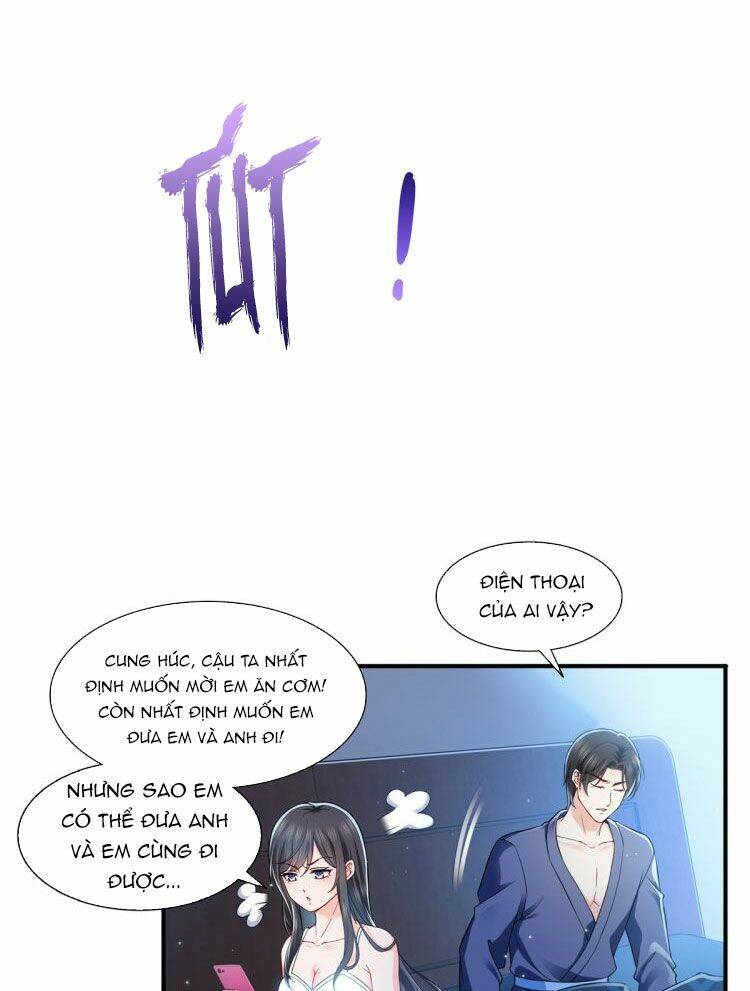 TÚT !
ĐIỆN THOẠI
CỦA AI VẬY?
CUNG HÚC, CẬU TA NHẤT
ĐỊNH MUỐN MỜI EM ĂN CƠM!
CÒN NHẤT ĐỊNH MUỐN EM
ĐƯA EM VÀ ANH ĐI!
NHƯNG SAO EM
CÓ THỂ ĐƯA ANH
VÀ EM CÙNG ĐI
ĐƯỢC...